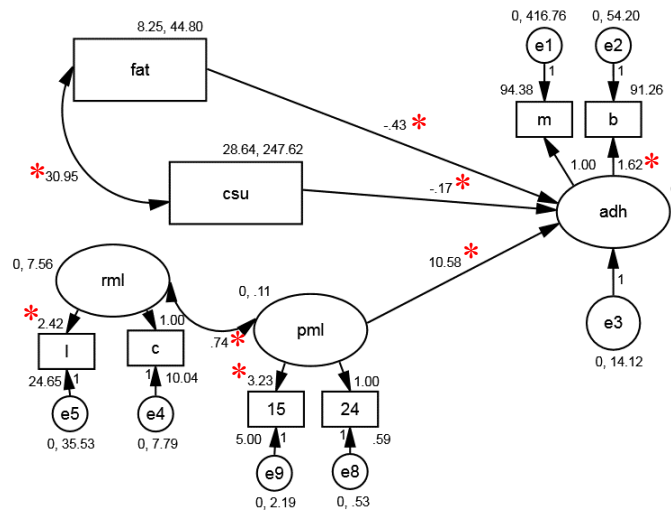 0, 416.76
0, 54.20
8.25, 44.80
e1
e2
fat
1
1
94.38
91.26
m
b
-.43 *
28.64, 247.62
1.00
1.62 *
* 30.95
csu
-.17 *
adh
0, 7.56
rml
10.58 *
0, .11
1
* 2.42
1.00
.74 *
pml
e3
l
c
* 3.23
1.00
0, 14.12
24.65
1
1
10.04
15
24
e5
e4
5.00
1
1
.59
0, 35.53
0, 7.79
e9
e8
0, 2.19
0, .53